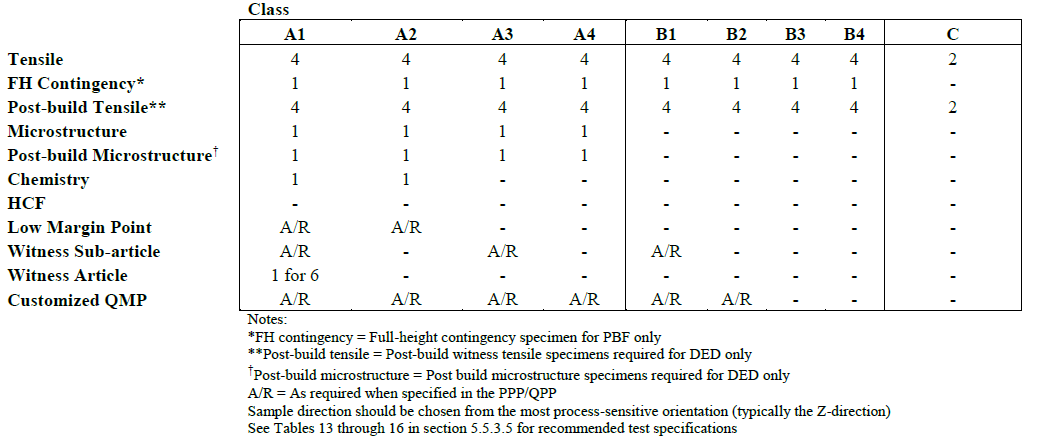 Class
A1 A2 A3 A4 B1 B2 B3 B4 C
Tensile 4 4 4 4 4 4 4 4 2
FH Contingency* 1 1 1 1 1 1 1 1 -
Post-build Tensile** 4 4 4 4 4 4 4 4 2
Microstructure 1 1 1 1 - - - - -
Post-build Microstructure† 1 1 1 1 - - - - -
Chemistry 1 1 - - - - - - -
HCF - - - - - - - - -
Low Margin Point A/R A/R - - - - - - -
Witness Sub-article A/R - A/R - A/R - - - -
Witness Article 1 for 6 - - - - - - - -
Customized QMP A/R A/R A/R A/R A/R A/R - - -
Notes:
*FH contingency = Full-height contingency specimen for PBF only
**Post-build tensile = Post-build witness tensile specimens required for DED only
†Post-build microstructure = Post build microstructure specimens required for DED only
A/R = As required when specified in the PPP/QPP
Sample direction should be chosen from the most process-sensitive orientation (typically the Z-direction)
See Tables 13 through 16 in section 5.5.3.5 for recommended test specifications